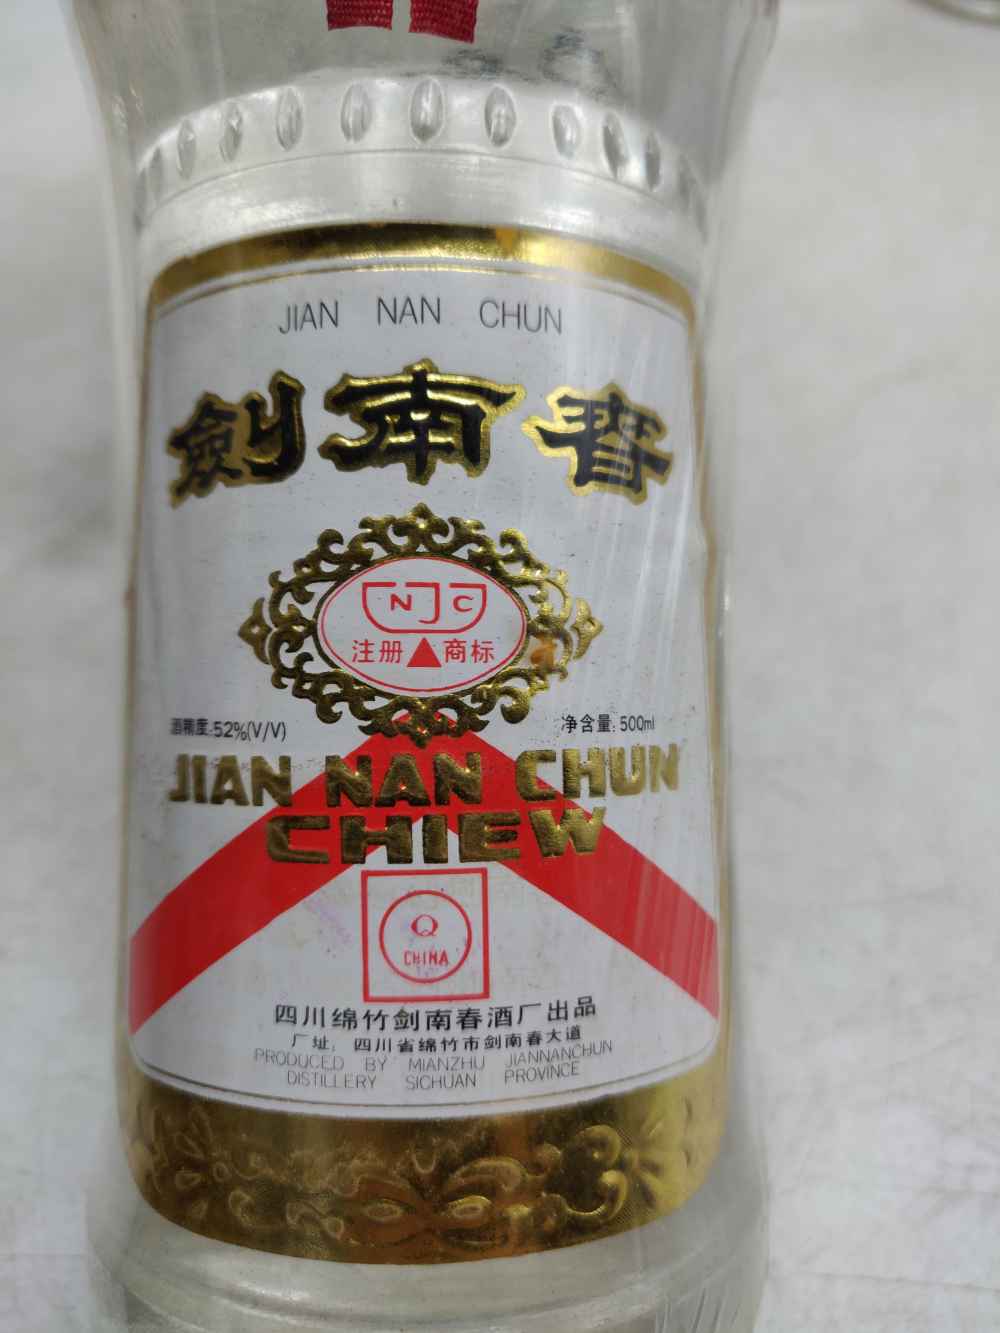 JIAN NAN CHUN
劍南春
NJC
注册 商标
酒精度:52%(V/V)
净含量: 500ml
JIAN NAN CHUN
CHIEW
Q
CHINA
四川绵竹剑南春酒厂出品
厂址: 四川省绵竹市剑南春大道
PRODUCED BY MIANZHU JIANNANCHUN
DISTILLERY SICHUAN PROVINCE